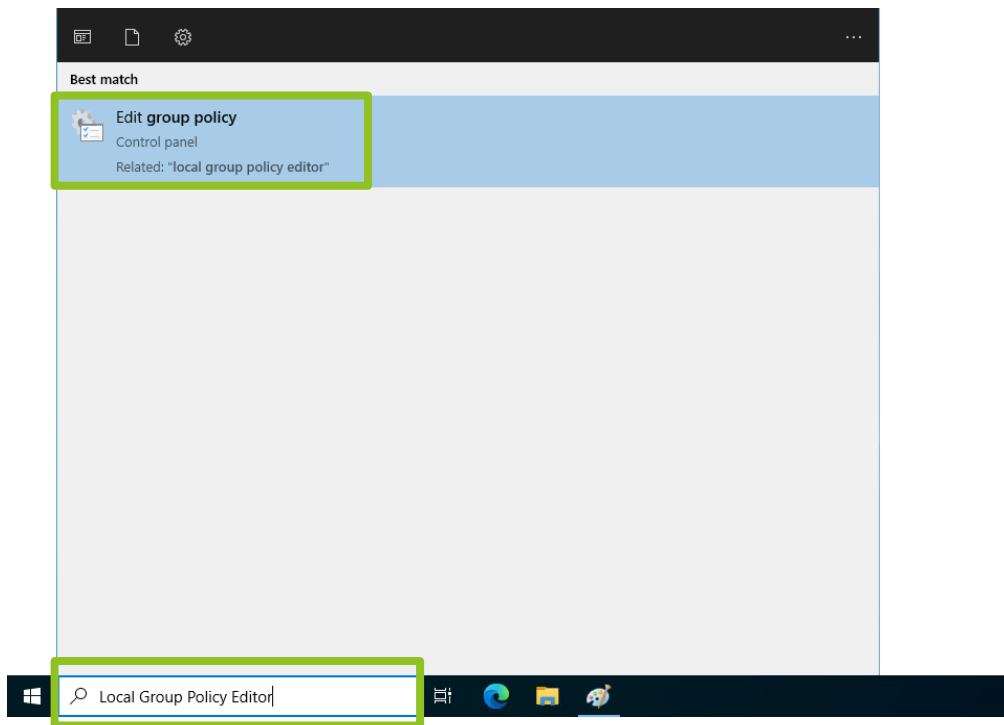 ...
Best match
Edit group policy
Control panel
Related: "local group policy editor"
Local Group Policy Editor